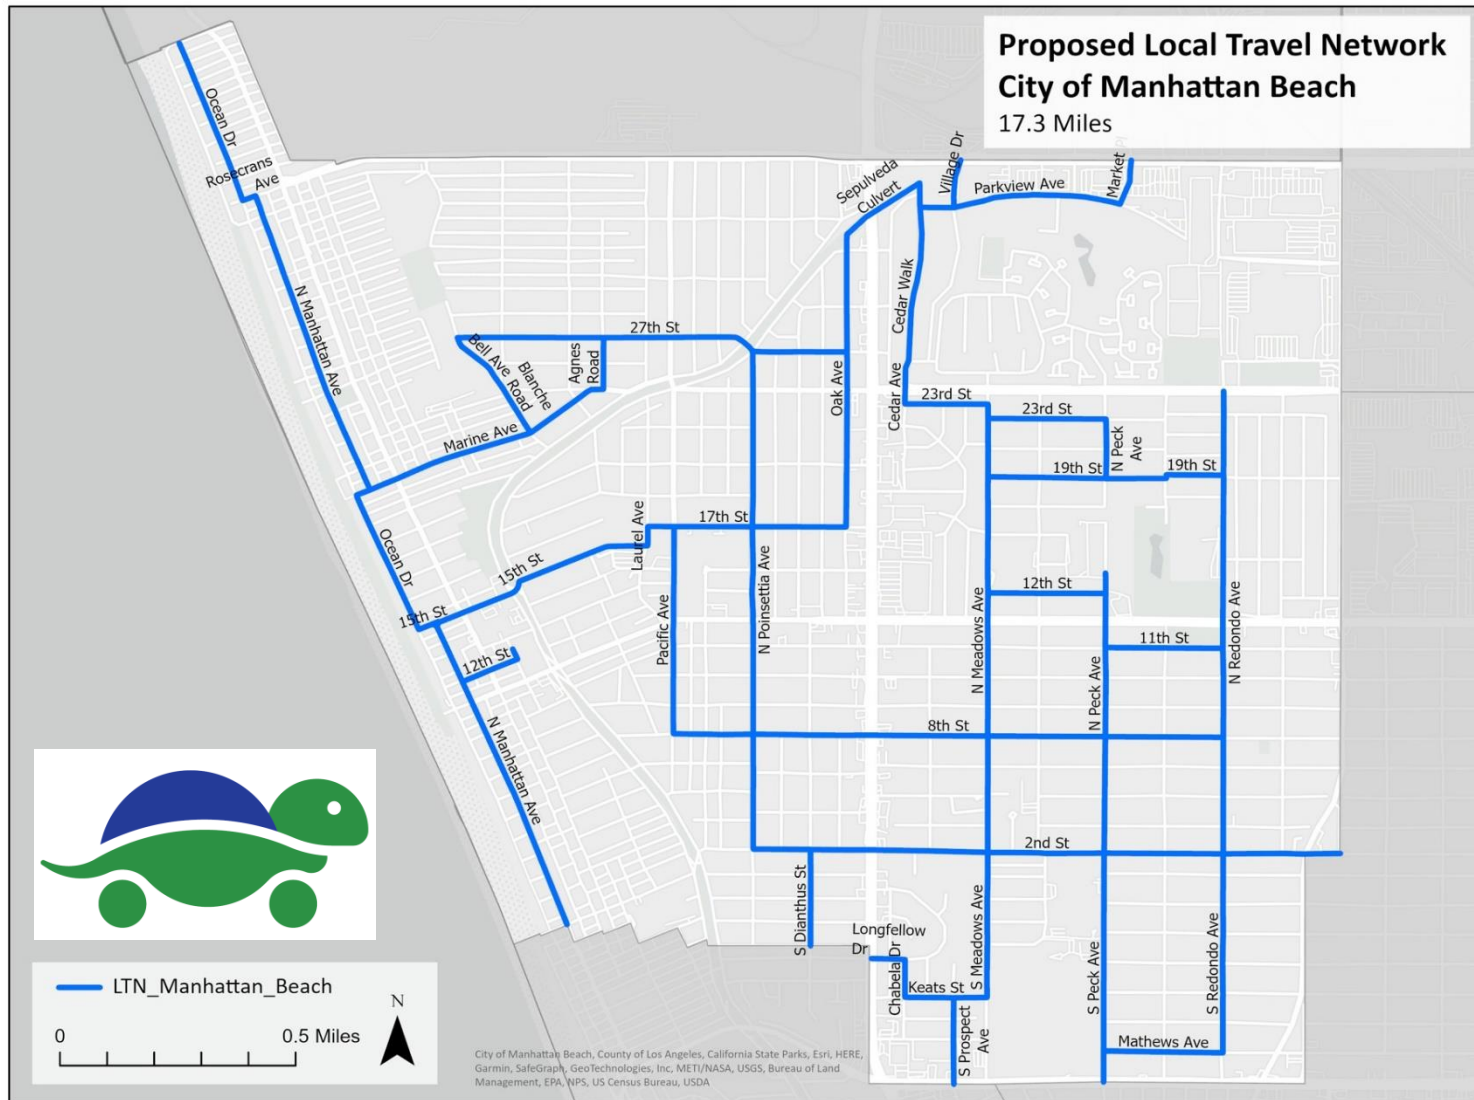 Proposed Local Travel Network
City of Manhattan Beach
17.3 Miles
Ocean Dr
Rosecrans
Ave
N Manhattan Ave
Sepulveda
Culvert
Village Dr
Parkview Ave
Market
Cedar Walk
27th St
Bell Ave Road
Blanche
Agnes
Road
Marine Ave
Oak Ave
Cedar Ave
23rd St
23rd St
N Peck
Ave
19th St
19th St
Ocean Dr
15th St
15th St
Laurel Ave
17th St
Pacific Ave
N Poinsettia Ave
12th St
N Meadows Ave
12th St
N Peck Ave
11th St
N Redondo Ave
N Manhattan Ave
8th St
2nd St
S Dianthus St
Longfellow
Dr
Chabela Dr
Keats St
S Meadows Ave
S Prospect
Ave
S Peck Ave
S Redondo Ave
Mathews Ave
LTN_Manhattan_Beach
N
0
0.5 Miles
City of Manhattan Beach, County of Los Angeles, California State Parks, Esri, HERE,
Garmin, SafeGraph, GeoTechnologies, Inc, METI/NASA, USGS, Bureau of Land
Management, EPA, NPS, US Census Bureau, USDA